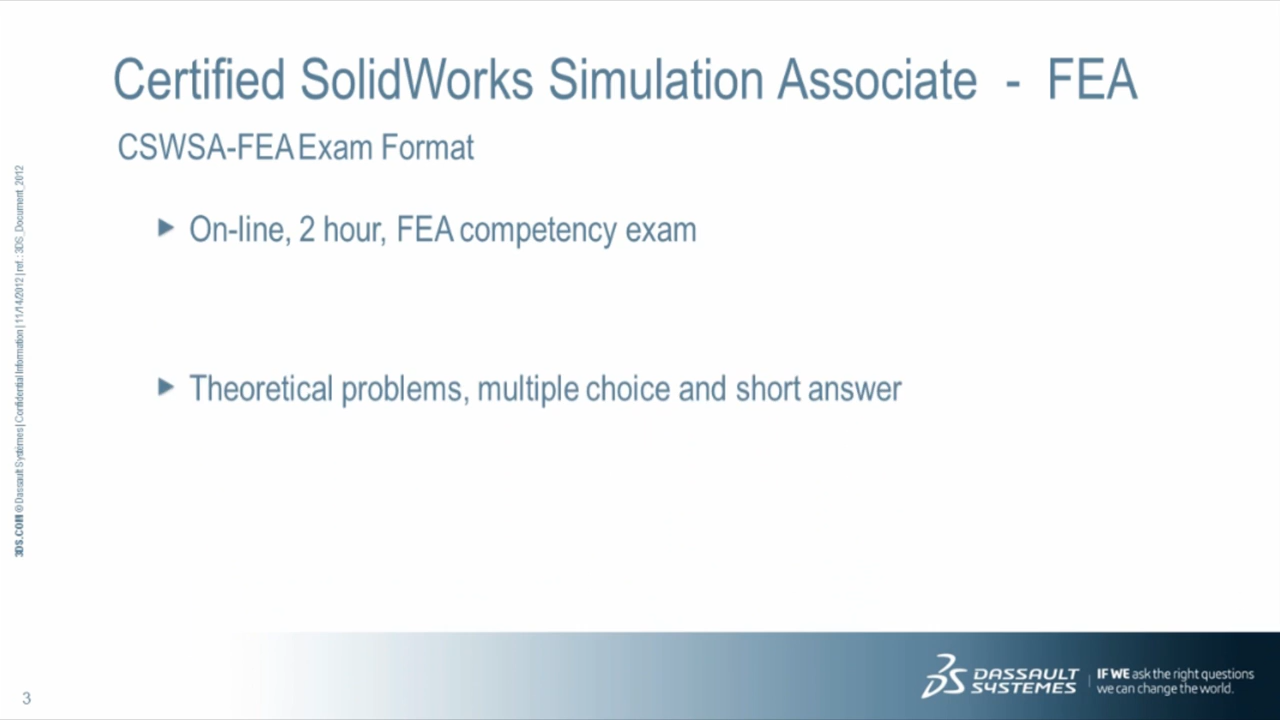 Certified SolidWorks Simulation Associate - FEA
CSWSA-FEA Exam Format
On-line, 2 hour, FEA competency exam
Theoretical problems, multiple choice and short answer
3DS.COM © Dassault Systèmes | Confidential Information | 11/14/2012 | ref.: 3DS_Document_2012
3
DASSAULT
SYSTEMES
IF WE ask the right questions
we can change the world.